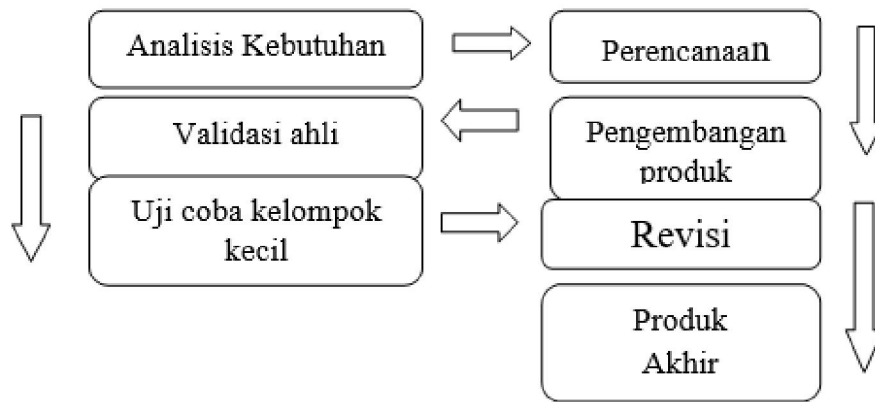 Analisis Kebutuhan
Perencanaan
Validasi ahli
Pengembangan
produk
Uji coba kelompok
kecil
Revisi
Produk
Akhir